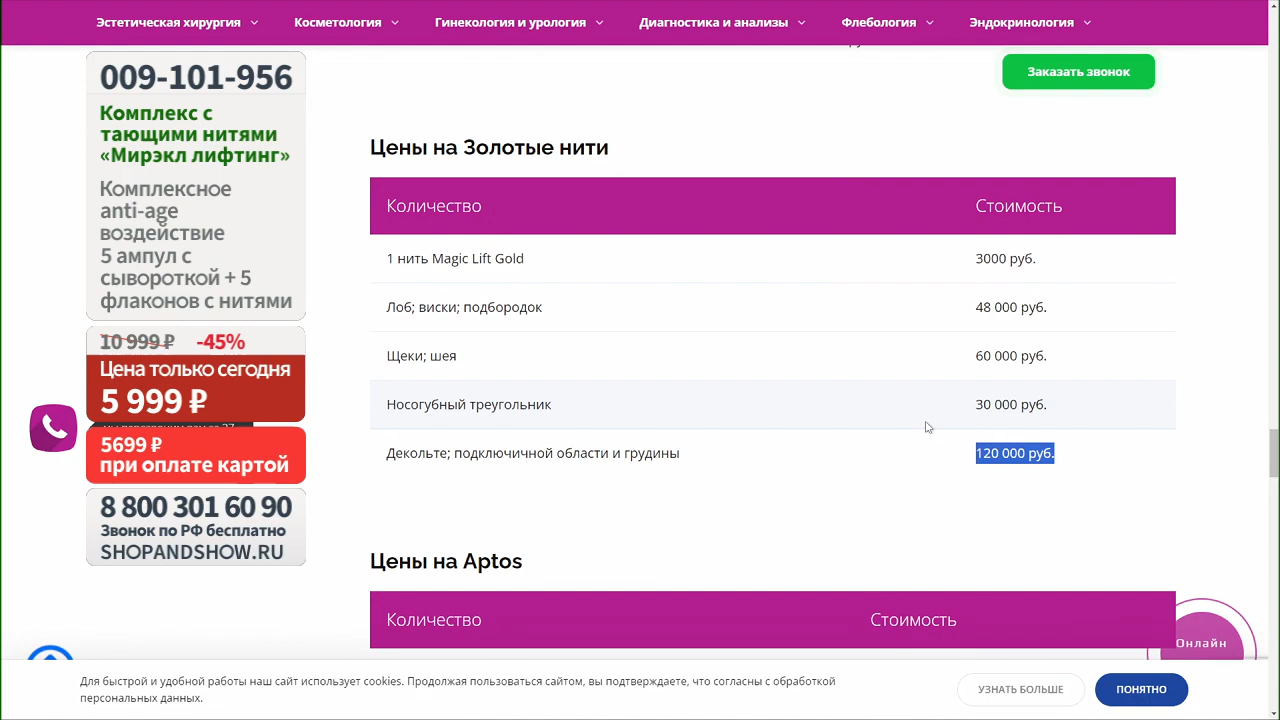 Эстетическая хирургия
Косметология
Гинекология и урология
Диагностика и анализы
Флебология
Эндокринология
009-101-956
Комплекс с
тающими нитями
«Мирэкл лифтинг»
Комплексное
anti-age
воздействие
5 ампул с
сывороткой + 5
флаконов с нитями
10 999 ₽ -45%
Цена только сегодня
5 999 ₽
5699 ₽
при оплате картой
8 800 301 60 90
Звонок по РФ бесплатно
SHOPANDSHOW.RU
Заказать звонок
Цены на Золотые нити
Количество Стоимость
1 нить Magic Lift Gold 3000 руб.
Лоб; виски; подбородок 48 000 руб.
Щеки; шея 60 000 руб.
Носогубный треугольник 30 000 руб.
Декольте; подключичной области и грудины 120 000 руб.
Цены на Aptos
Количество Стоимость
Онлайн
Для быстрой и удобной работы наш сайт использует cookies. Продолжая пользоваться сайтом, вы подтверждаете, что согласны с обработкой
персональных данных.
УЗНАТЬ БОЛЬШЕ
ПОНЯТНО